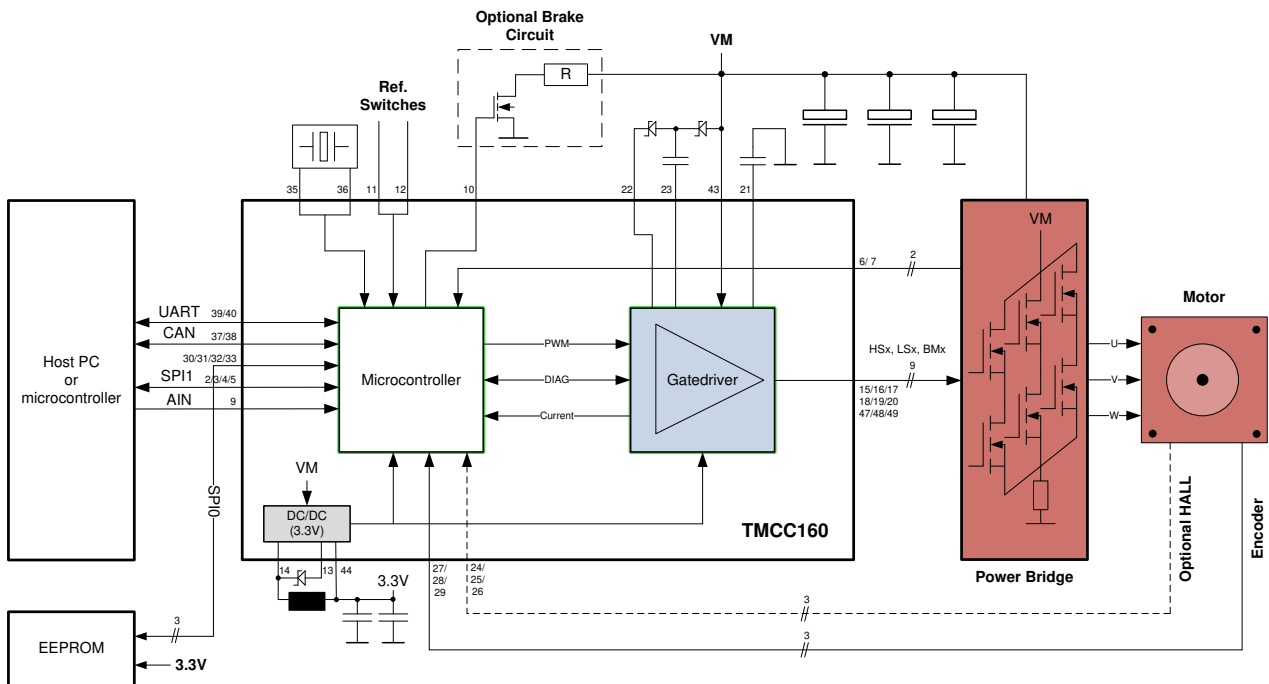 Optional Brake
Circuit
R
VM
Ref.
Switches
35
36
11
12
10
22
23
43
21
VM
6/ 7
2
Motor
UART 39/40
CAN 37/38
30/31/32/33
SPI1 2/3/4/5
AIN 9
Host PC
or
microcontroller
Microcontroller
PWM
DIAG
Current
Gatedriver
HSx, LSx, BMx
9
15/16/17
18/19/20
47/48/49
U
V
W
SPI0
VM
DC/DC
(3.3V)
TMCC160
14
13
44
3.3V
27/
28/
29
24/
25/
26
Power Bridge
Optional HALL
Encoder
3
3
3
EEPROM
3.3V